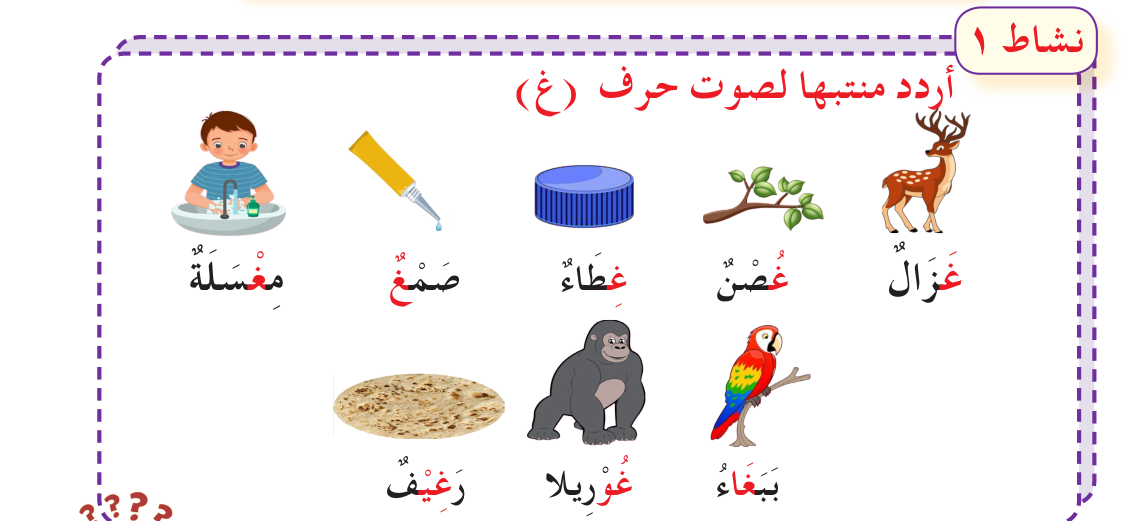 نشاط ١
أردد منتبها لصوت حرف (غ)
غَزَالٌ غُصْنٌ غِطَاءٌ صَمْغٌ مِغْسَلَةٌ
بَبَغَاءُ غُوْرِيلا رَغِيْفٌ
? ? ? ?